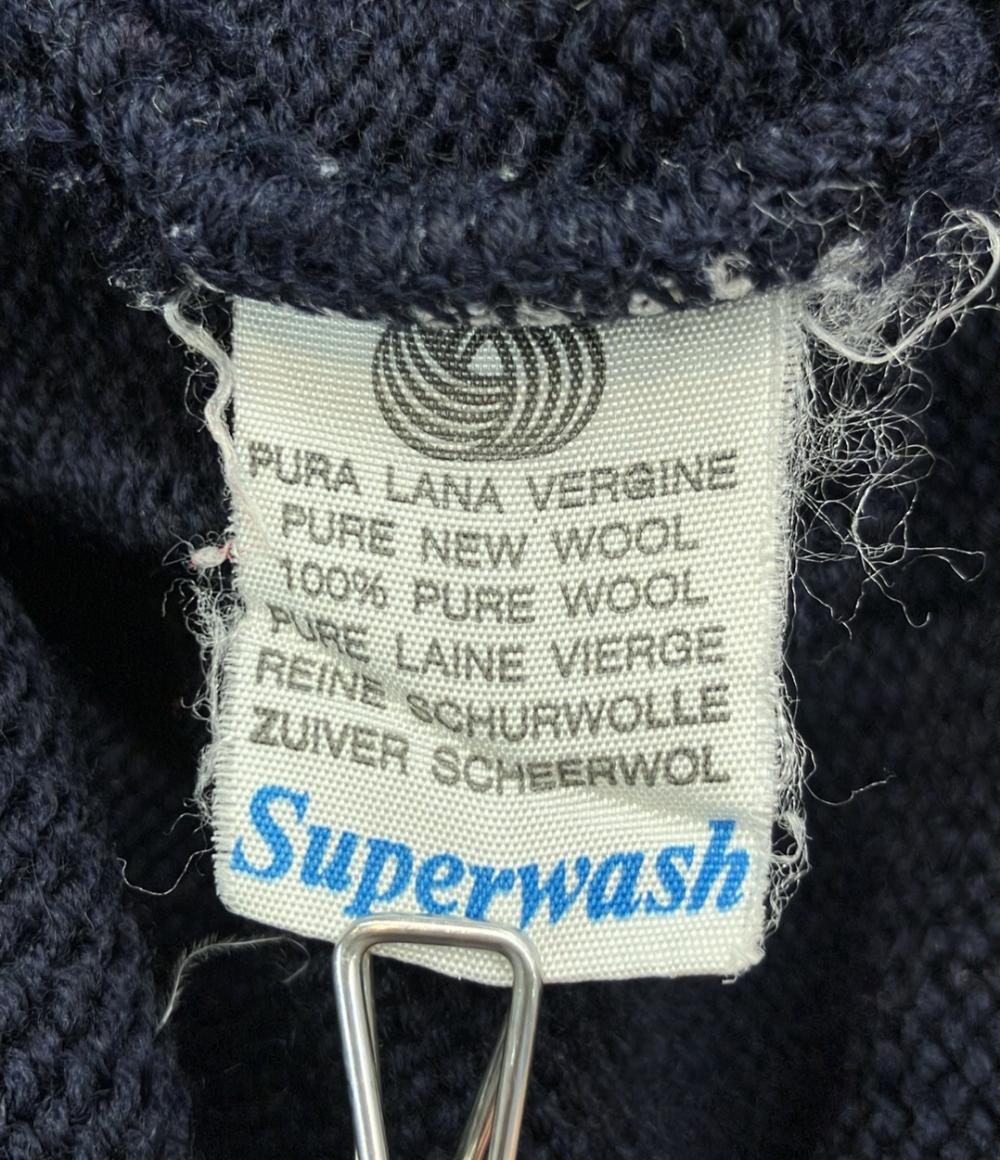 PURA LANA VERGINE
PURE NEW WOOL
100% PURE WOOL
PURE LAINE VIERGE
REINE SCHURWOLLE
ZUIVER SCHEERWOL
Superwash